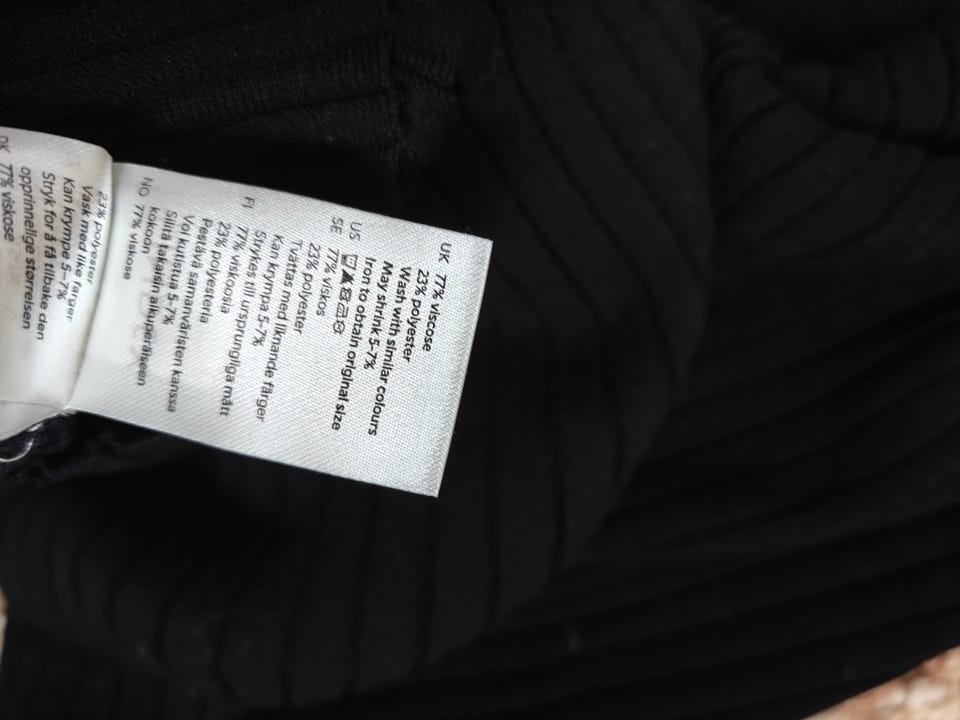 UK 77% viscose
23% polyester
Wash with similar colours
May shrink 5-7%
Iron to obtain original size
US
SE 77% viskos
23% polyester
Tvättas med liknande färger
Kan krympa 5-7%
Strykes till ursprungliga mått
FI 77% viskoosia
23% polyesteria
Pestävä samanväristen kanssa
Voi kutistua 5-7%
Silitä takaisin alkuperäiseen
kokoon
NO 77% viskose
23% polyester
Vask med like farger
Kan krympe 5-7%
Stryk for å få tilbake den
opprinnelige størrelsen
DK 77% viskose